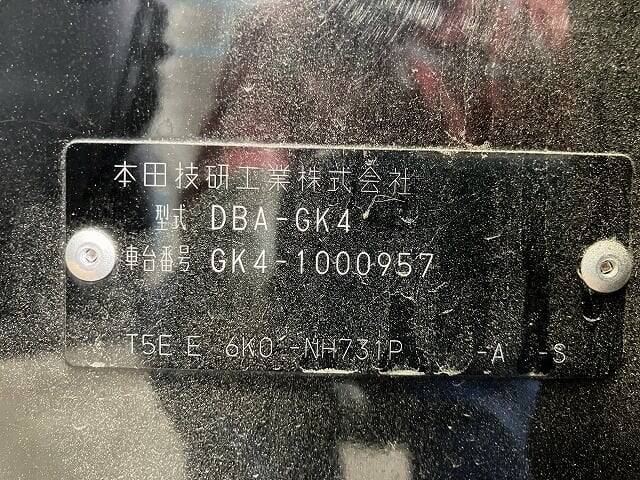 本田技研工業株式会社
型式 DBA-GK4
車台番号 GK4-1000957
T5E E 6K0 -NH731P -A -S